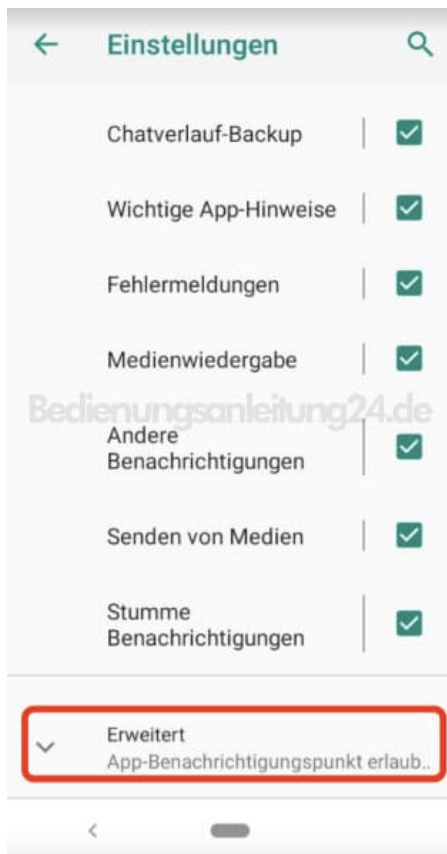 Einstellungen
Chatverlauf-Backup
Wichtige App-Hinweise
Fehlermeldungen
Medienwiedergabe
Bedienungsanleitung24.de
Andere
Benachrichtigungen
Senden von Medien
Stumme
Benachrichtigungen
Erweitert
App-Benachrichtigungspunkt erlaub..